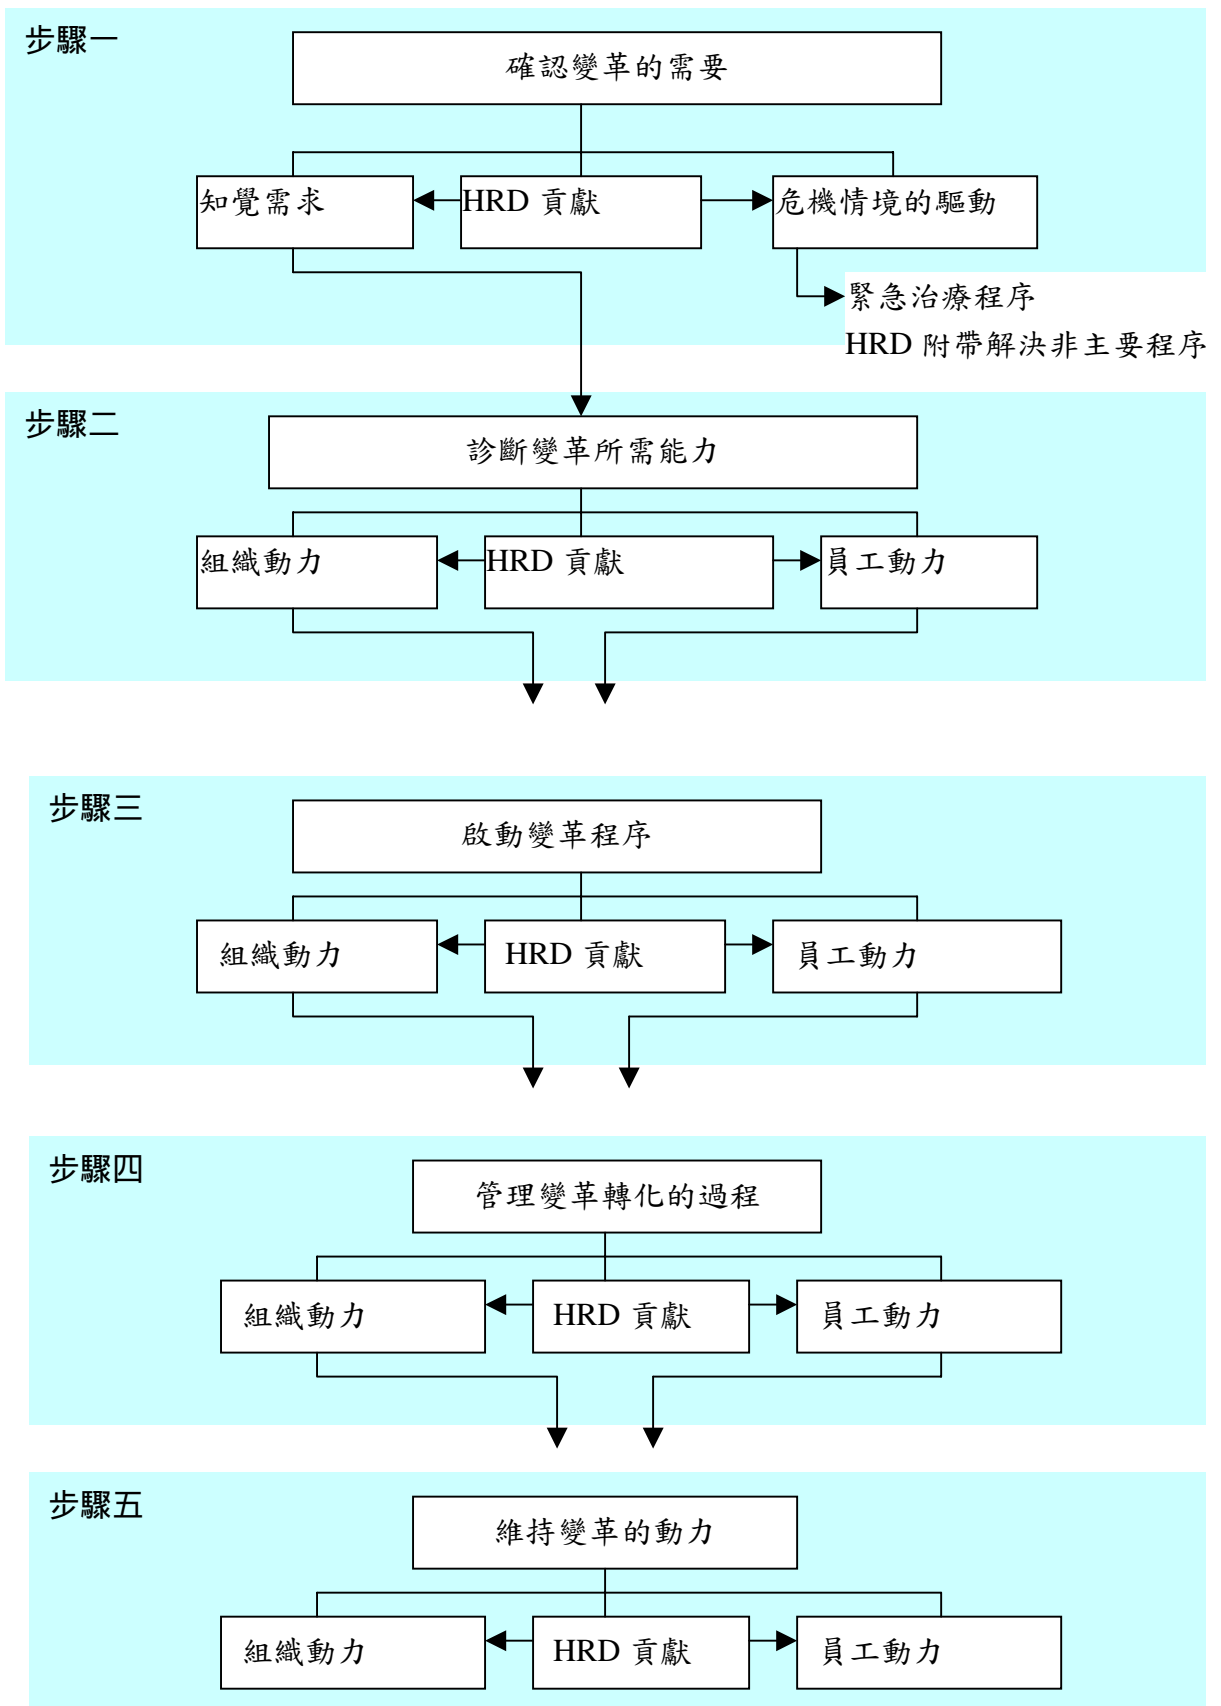 步驟一
確認變革的需要
知覺需求
HRD 貢獻
危機情境的驅動
緊急治療程序
HRD 附帶解決非主要程序
步驟二
診斷變革所需能力
組織動力
HRD 貢獻
員工動力
步驟三
啟動變革程序
組織動力
HRD 貢獻
員工動力
步驟四
管理變革轉化的過程
組織動力
HRD 貢獻
員工動力
步驟五
維持變革的動力
組織動力
HRD 貢獻
員工動力